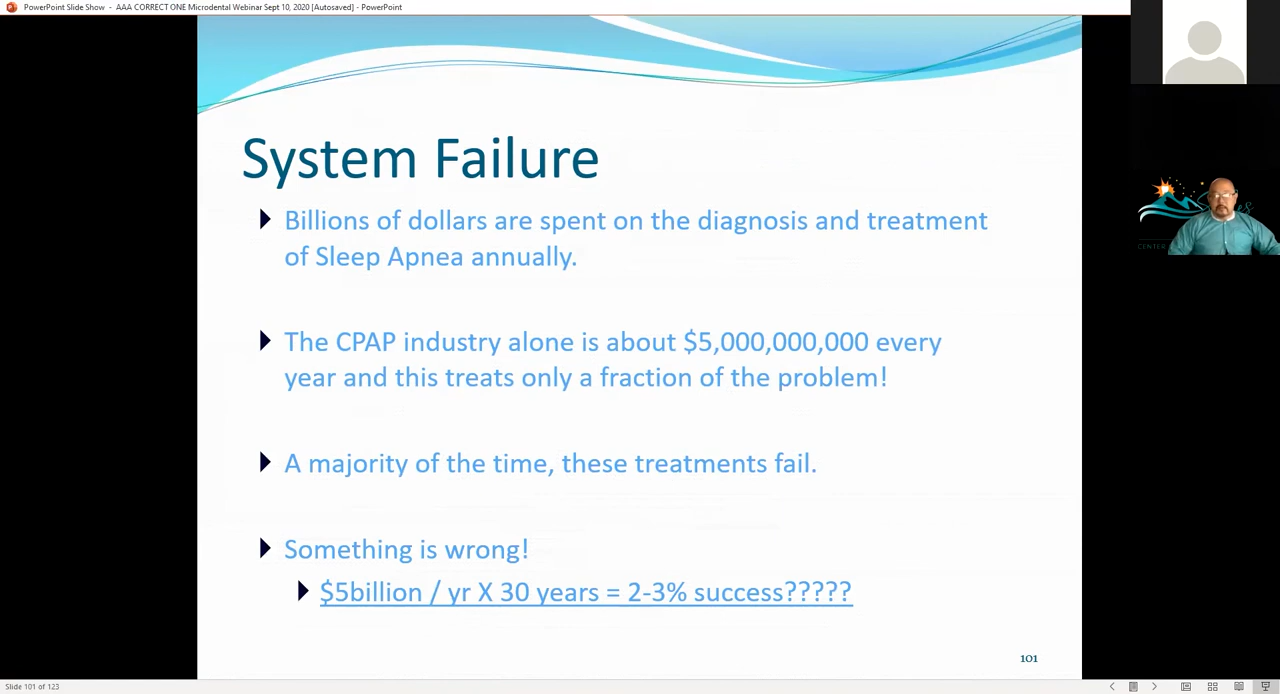 PowerPoint Slide Show - AAA CORRECT ONE Microdental Webinar Sept 10, 2020 [Autosaved] - PowerPoint
System Failure
Billions of dollars are spent on the diagnosis and treatment
of Sleep Apnea annually.
The CPAP industry alone is about $5,000,000,000 every
year and this treats only a fraction of the problem!
A majority of the time, these treatments fail.
Something is wrong!
$5billion / yr X 30 years = 2-3% success?????
101
CENTER
Slide 101 of 123